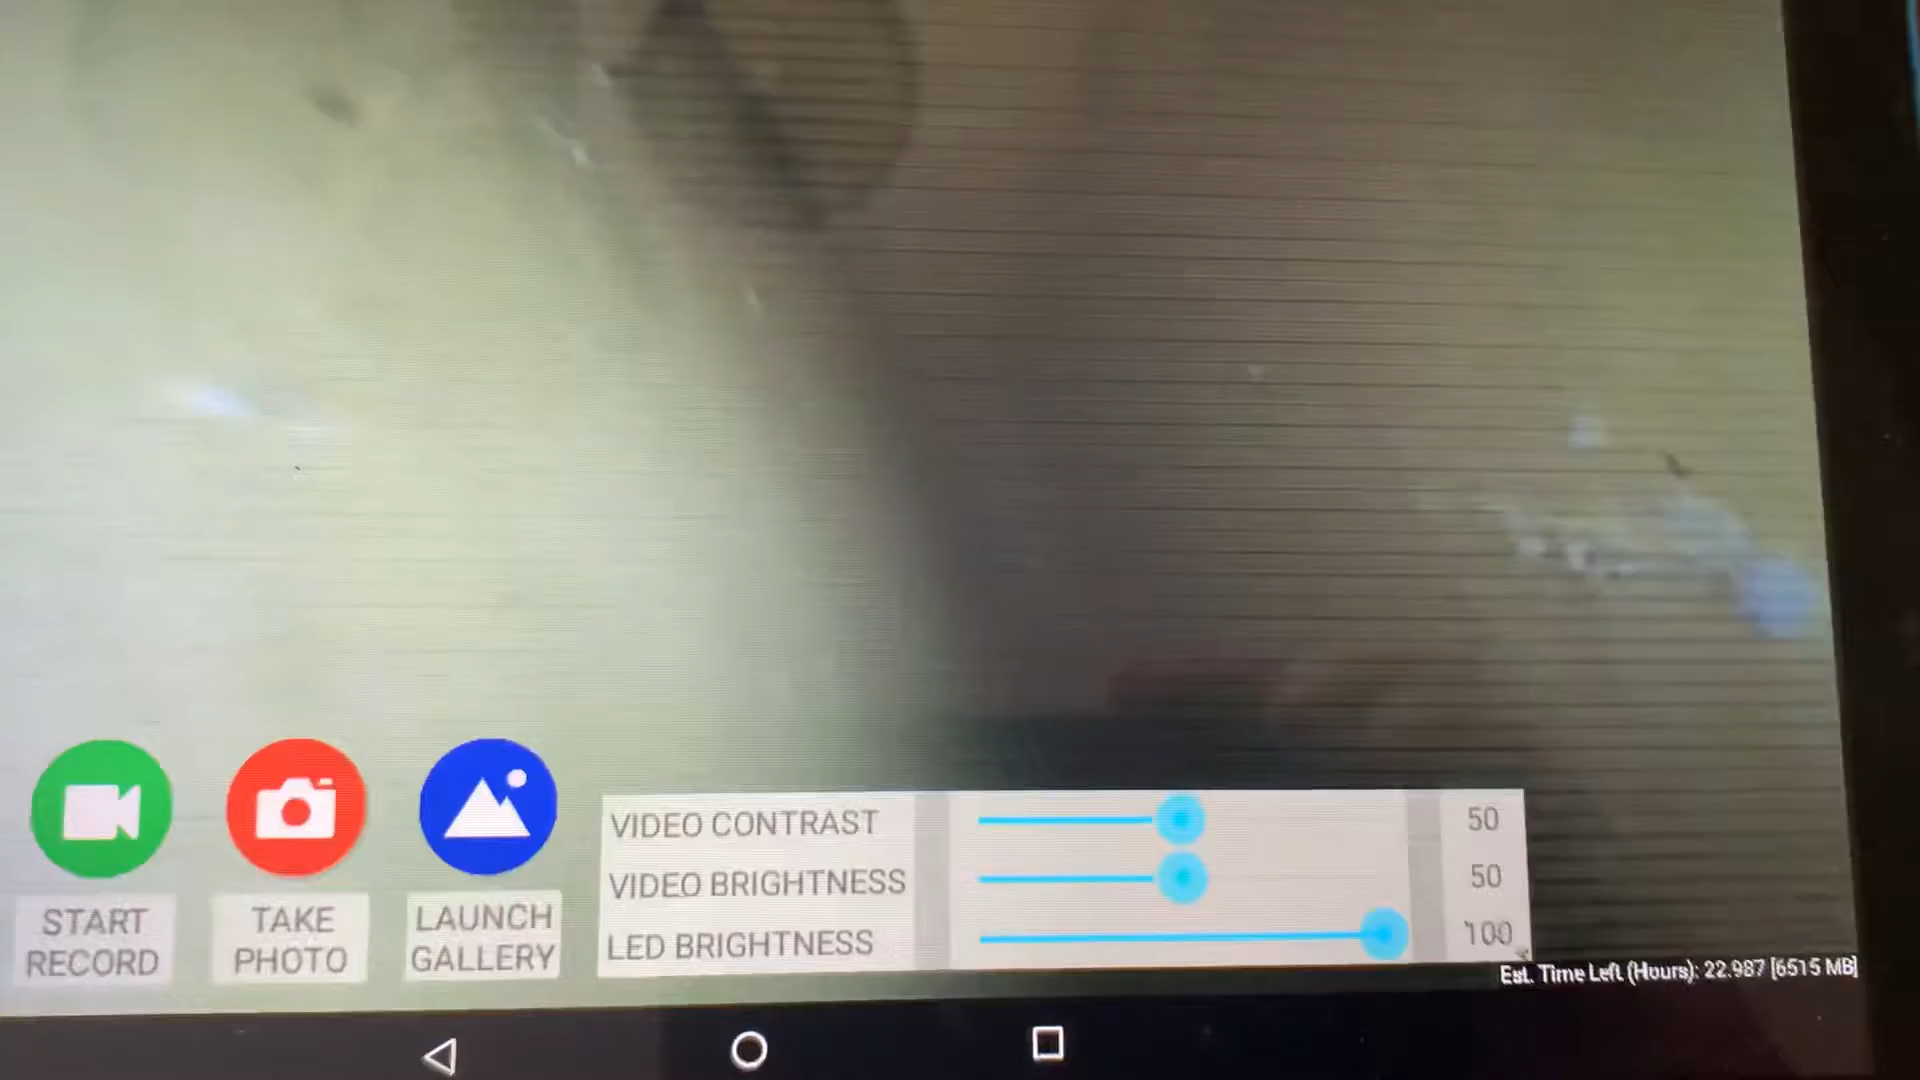 START
RECORD
TAKE
PHOTO
LAUNCH
GALLERY
VIDEO CONTRAST 50
VIDEO BRIGHTNESS 50
LED BRIGHTNESS 100
Est. Time Left (Hours): 22.987 [6515 MB]